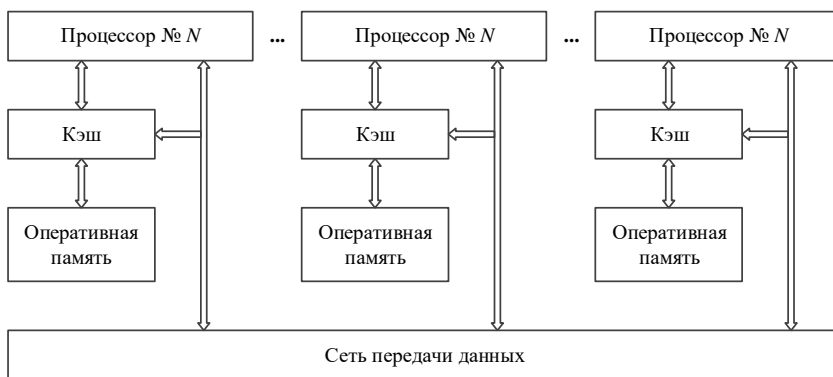 Процессор № N ... Процессор № N ... Процессор № N
Кэш Кэш Кэш
Оперативная память Оперативная память Оперативная память
Сеть передачи данных